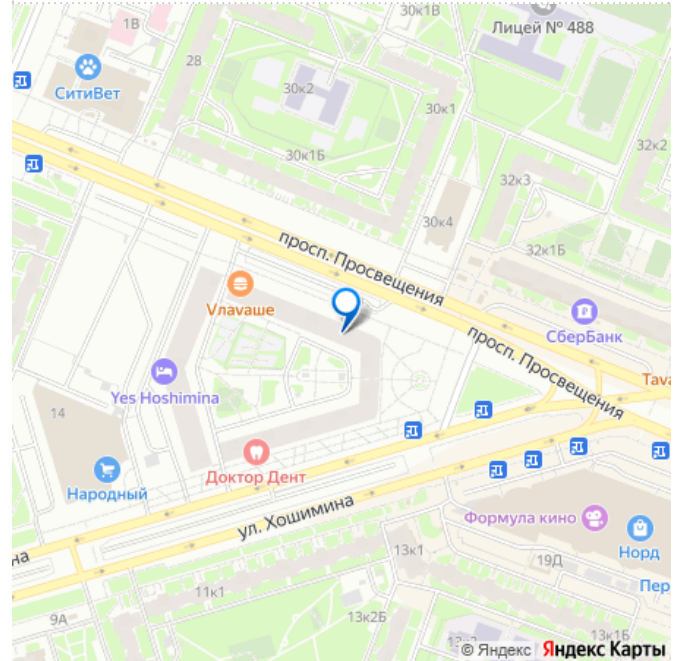 30к1В
Лицей № 488
1В
28
СитиВет
30к2
30к1
30к1Б
32к2
32к3
30к4
просп. Просвещения
32к1Б
Vлavаше
СберБанк
просп. Просвещения
Tava
Yes Hoshimina
14
Доктор Дент
Народный
ул. Хошимина
Формула кино
Норд
на
13к1
19Д
11к1
Пер
9А
13к2Б
13к1Б
© Яндекс Яндекс Карты